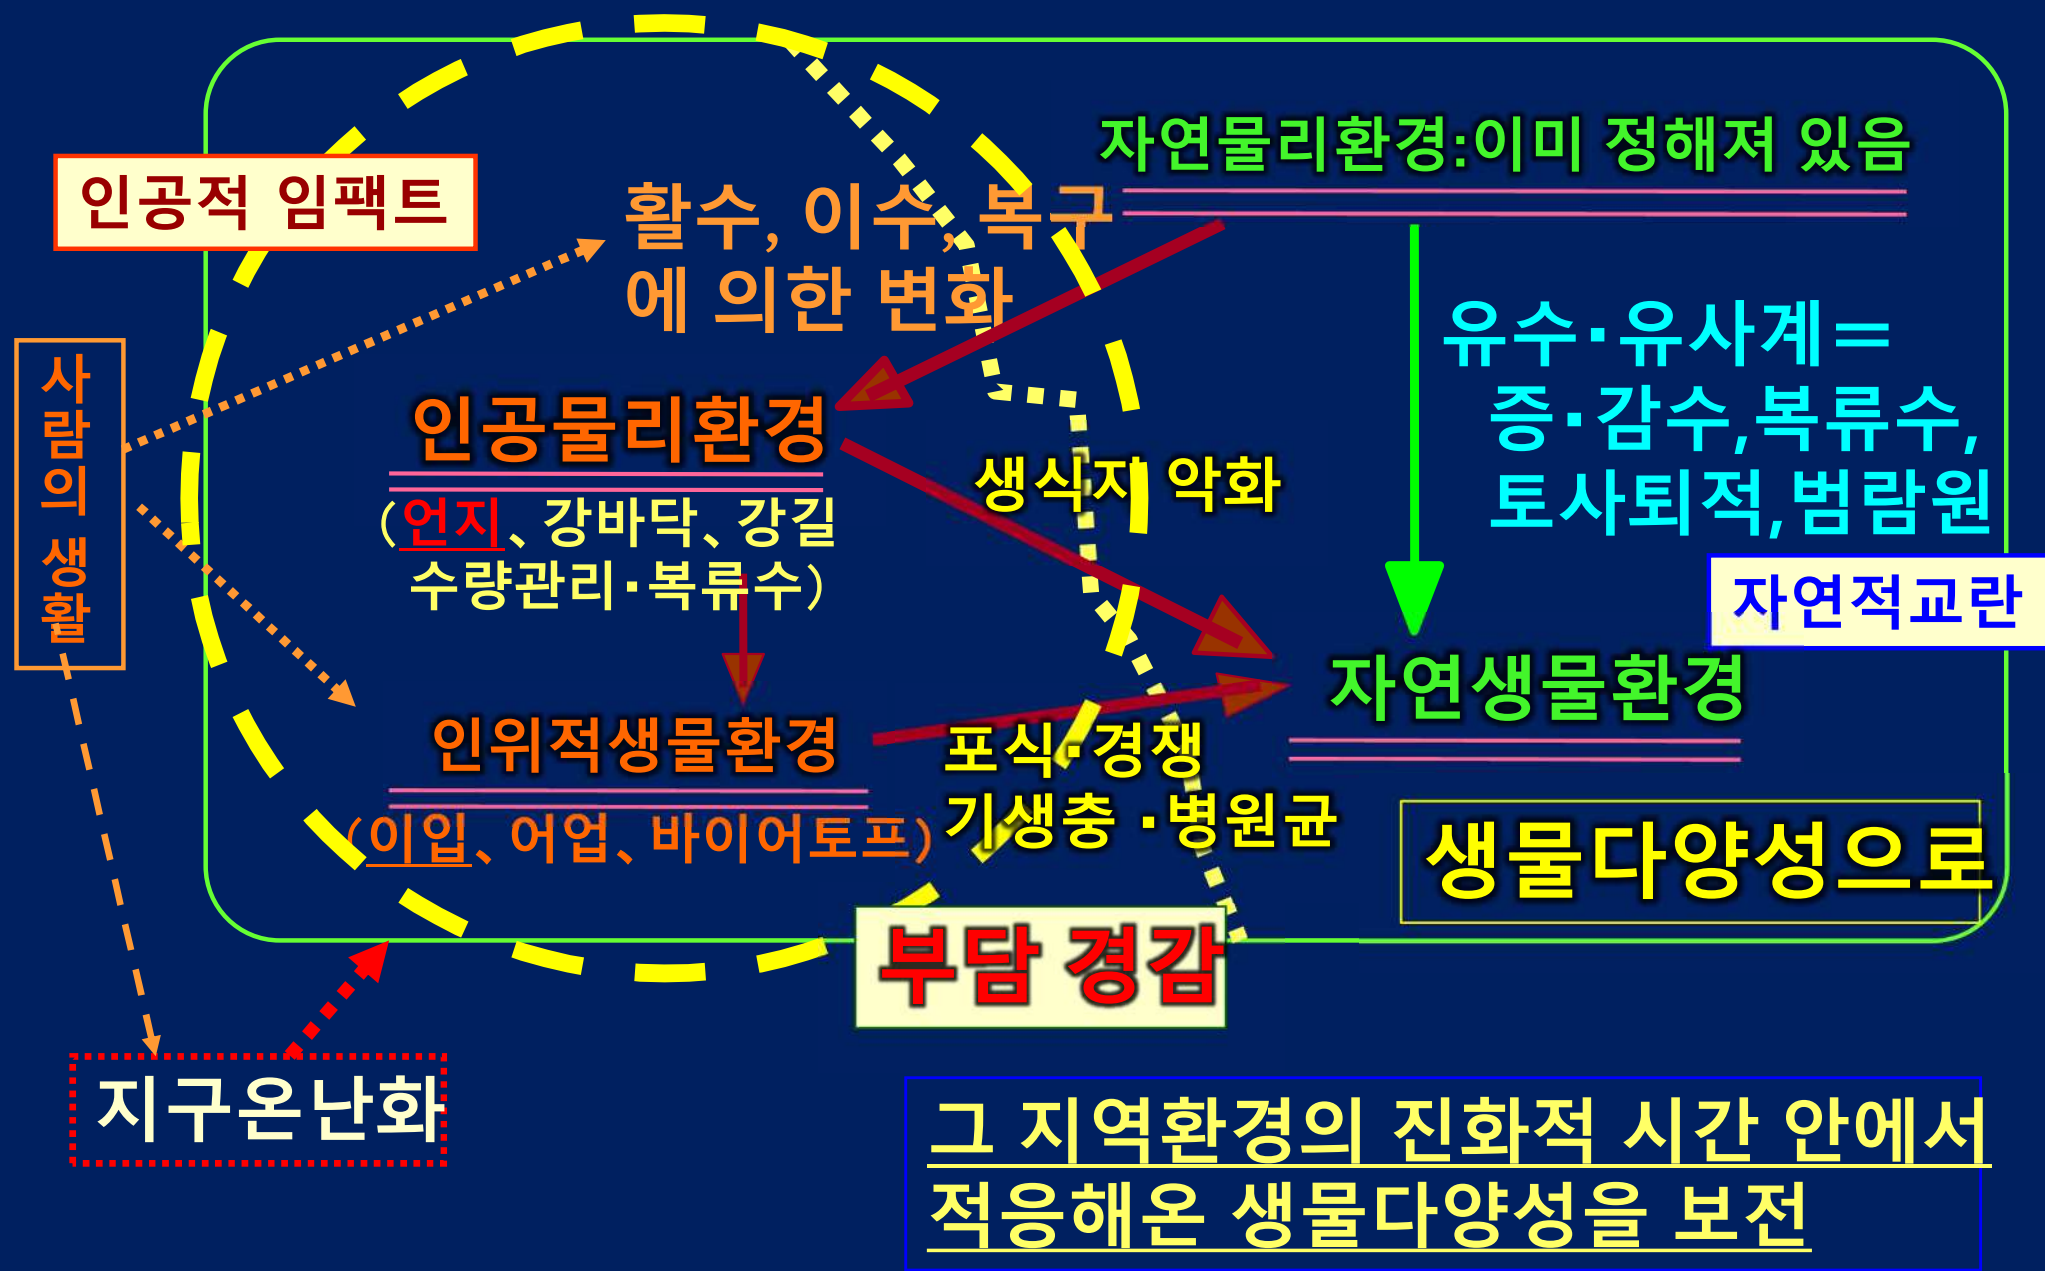 자연물리환경:이미 정해져 있음
인공적 임팩트
활수, 이수, 복구
에 의한 변화
유수·유사계＝
증·감수,복류수,
토사퇴적,범람원
사람의 생활
인공물리환경
(언지、강바닥、강길
수량관리·복류수)
생식지 악화
자연적교란
자연생물환경
인위적생물환경
(이입、어업、바이어토프)
포식·경쟁
기생충 ·병원균
생물다양성으로
부담 경감
지구온난화
그 지역환경의 진화적 시간 안에서
적응해온 생물다양성을 보전